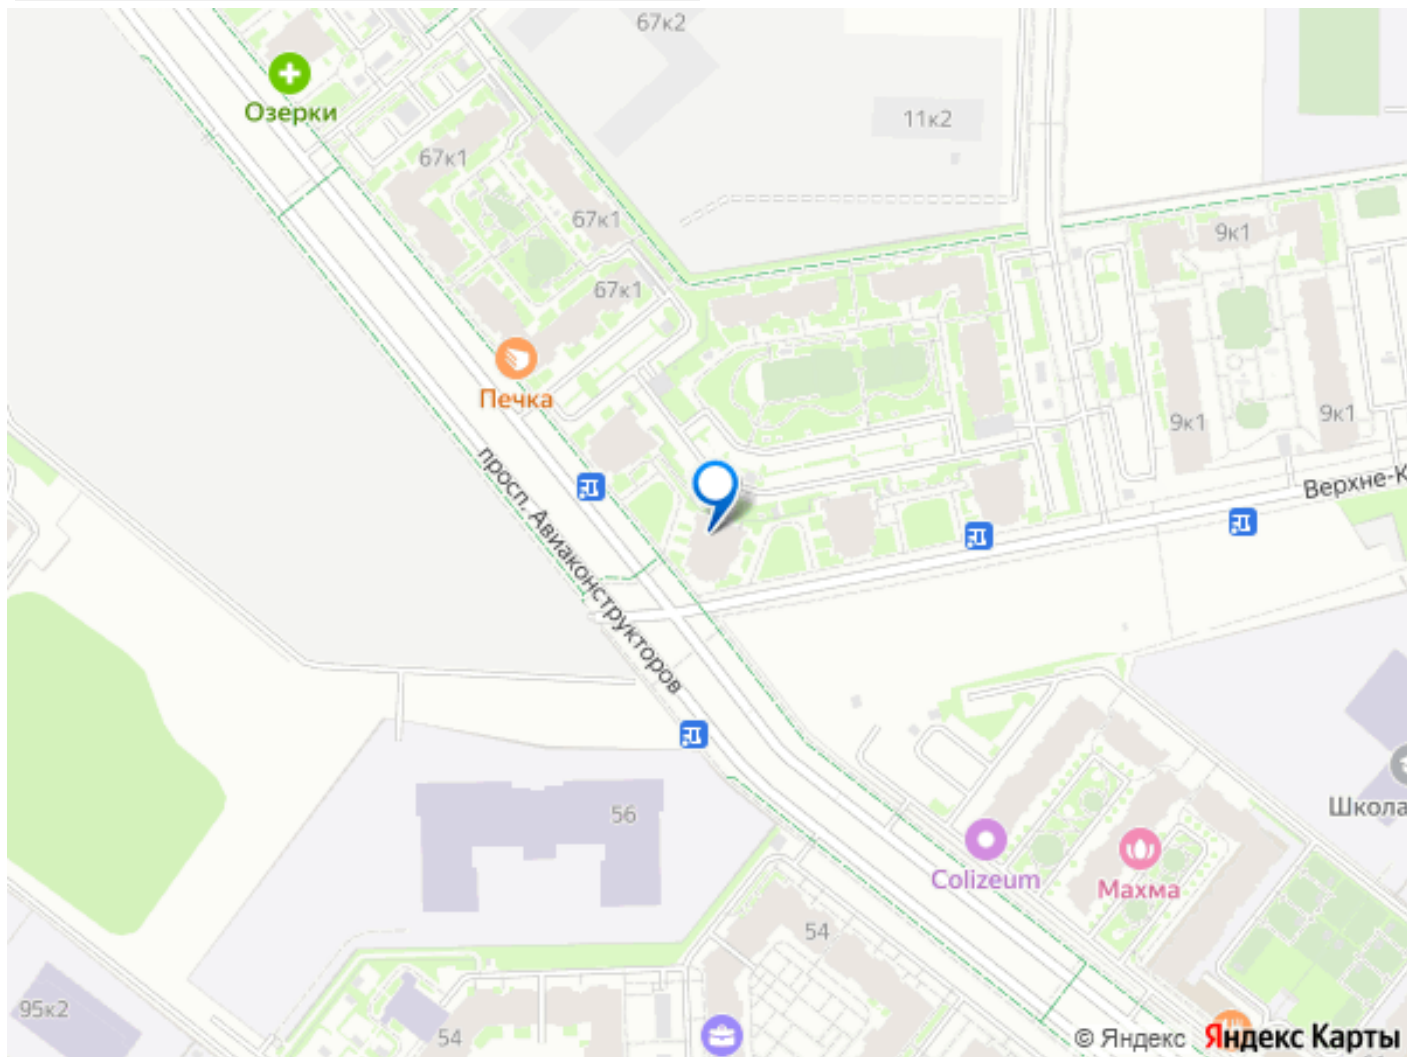 67к2
Озерки
11к2
67к1
67к1
9к1
67к1
Печка
9к1
9к1
просп. Авиаконструкторов
Верхне-К
56
Школа
Colizeum
Махма
54
95к2
54
© Яндекс Яндекс Карты